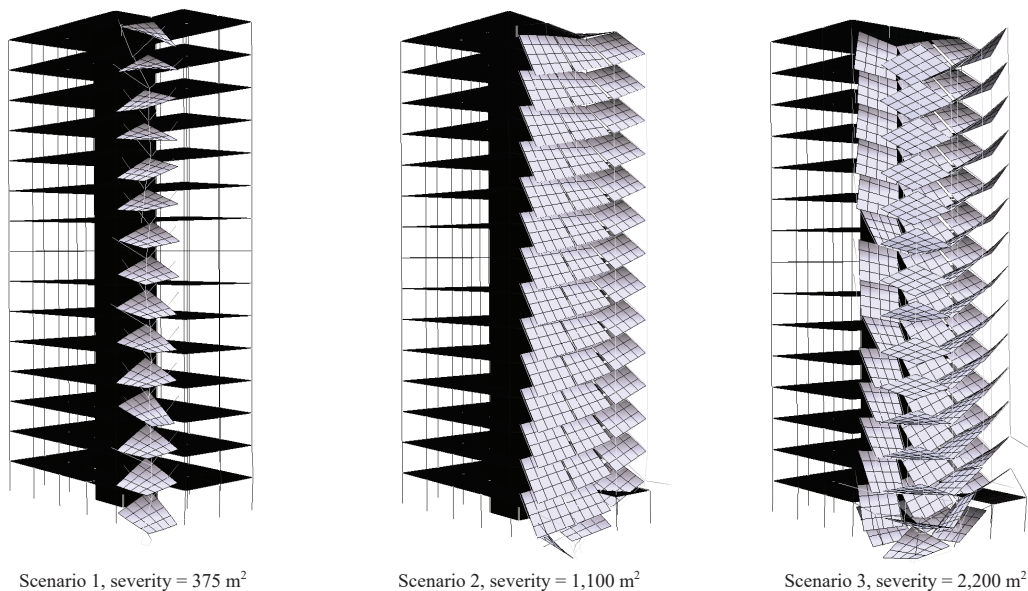 Scenario 1, severity = 375 m²
Scenario 2, severity = 1,100 m²
Scenario 3, severity = 2,200 m²